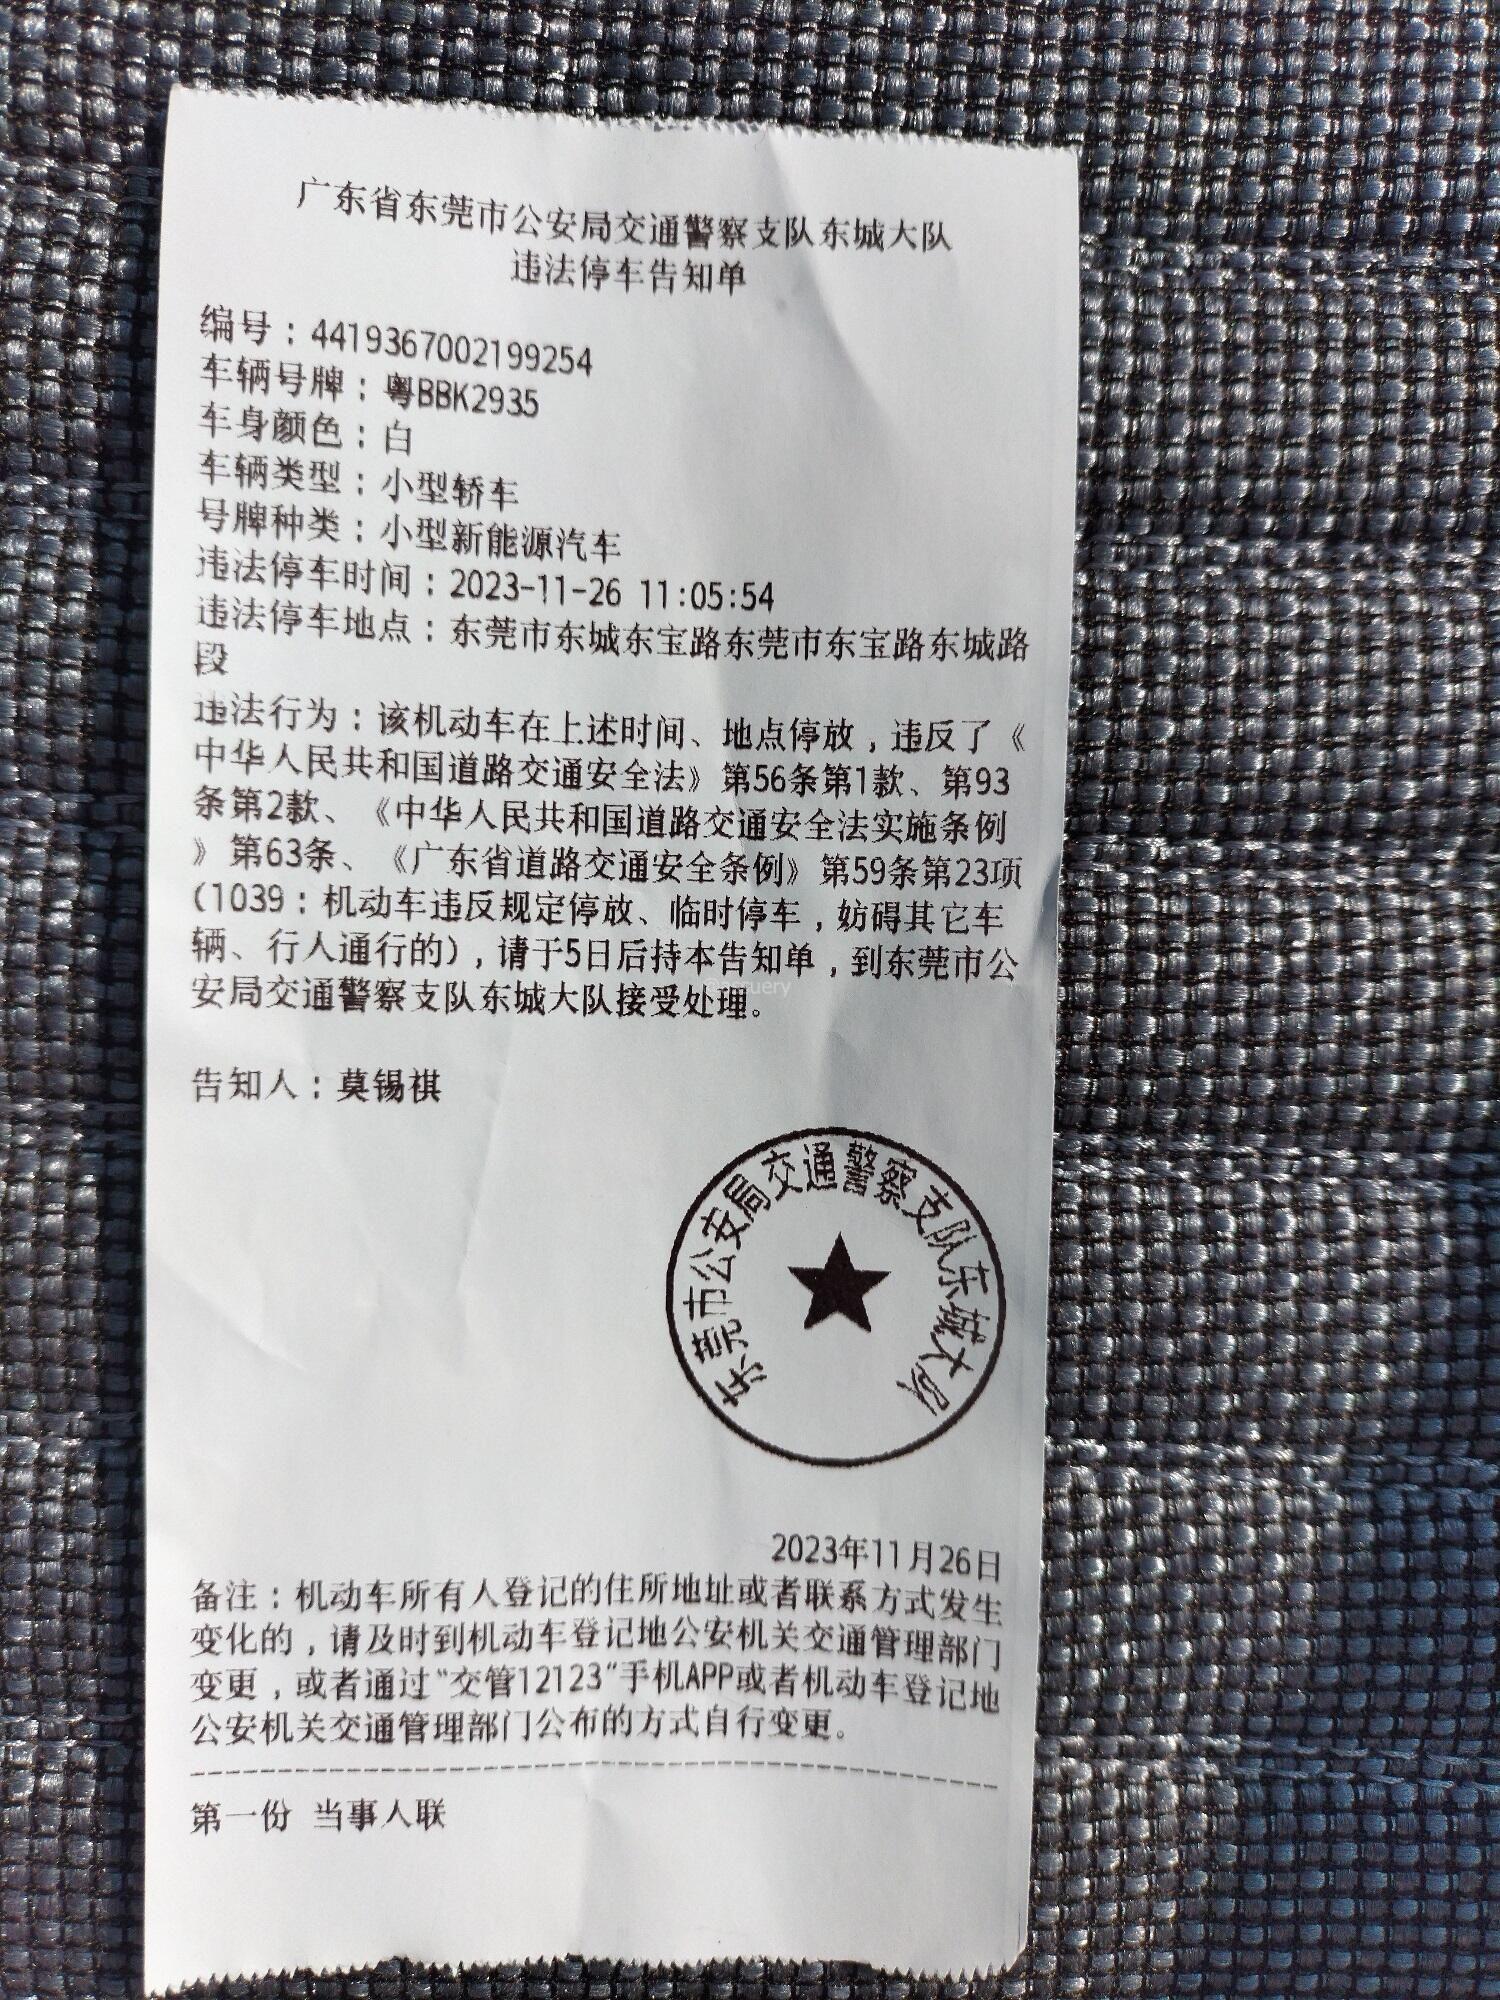 广东省东莞市公安局交通警察支队东城大队
违法停车告知单
编号：4419367002199254
车辆号牌：粤BBK2935
车身颜色：白
车辆类型：小型轿车
号牌种类：小型新能源汽车
违法停车时间：2023-11-26 11:05:54
违法停车地点：东莞市东城东宝路东莞市东宝路东城路
段
违法行为：该机动车在上述时间、地点停放，违反了《
中华人民共和国道路交通安全法》第56条第1款、第93
条第2款、《中华人民共和国道路交通安全法实施条例
》第63条、《广东省道路交通安全条例》第59条第23项
(1039：机动车违反规定停放、临时停车，妨碍其它车
辆、行人通行的)，请于5日后持本告知单，到东莞市公
安局交通警察支队东城大队接受处理。
告知人：莫锡祺
东莞市公安局交通警察支队东城大队
2023年11月26日
备注：机动车所有人登记的住所地址或者联系方式发生
变化的，请及时到机动车登记地公安机关交通管理部门
变更，或者通过"交管12123"手机APP或者机动车登记地
公安机关交通管理部门公布的方式自行变更。
第一份 当事人联